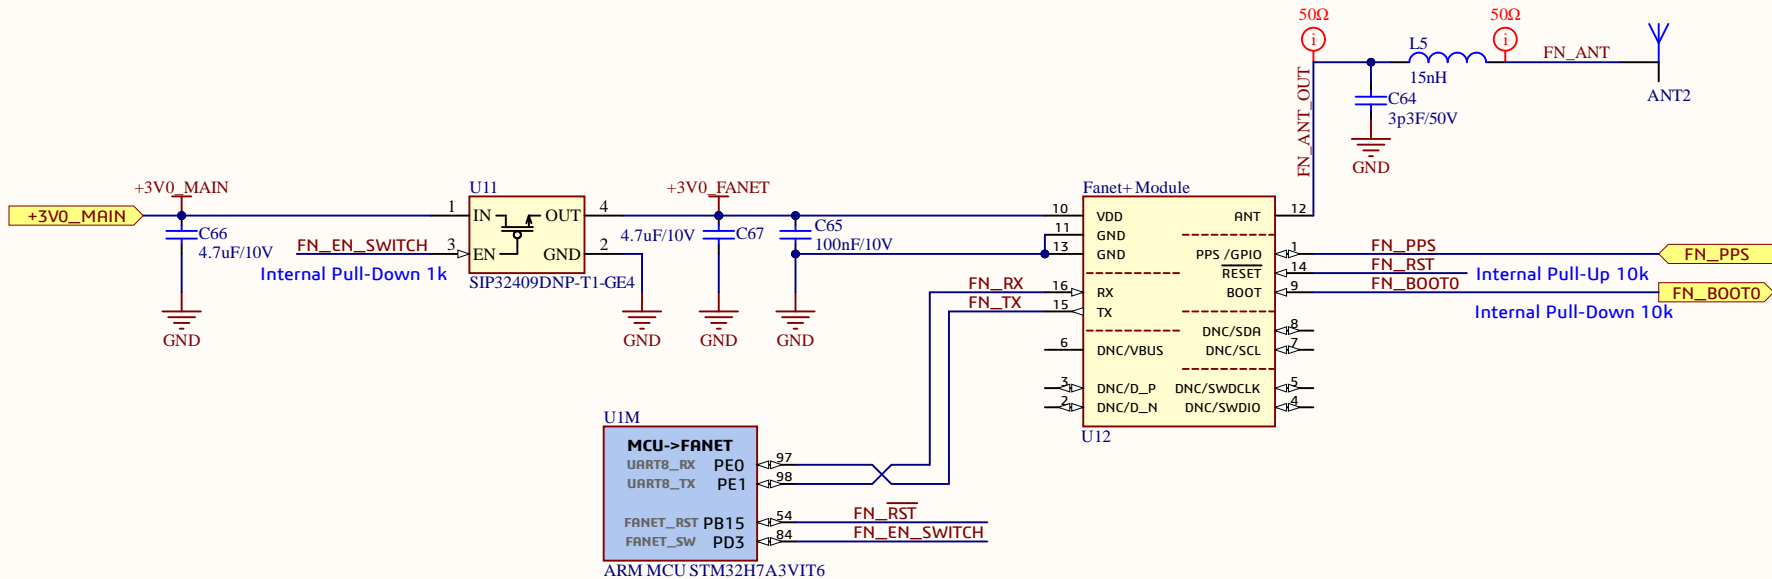 50Ω
50Ω
L5
15nH
FN_ANT
ANT2
FN_ANT_OUT
C64
3p3F/50V
GND
+3V0_MAIN
+3V0_MAIN
C66
4.7uF/10V
GND
FN_EN_SWITCH
Internal Pull-Down 1k
U11
1 IN OUT 4
3 EN GND 2
SIP32409DNP-T1-GE4
GND
+3V0_FANET
4.7uF/10V C67
GND
C65
100nF/10V
GND
Fanet+ Module
10 VDD ANT 12
11 GND
13 GND PPS /GPIO 1 FN_PPS FN_PPS
RESET 14 FN_RST Internal Pull-Up 10k
FN_RX 16 RX BOOT 9 FN_BOOT0 FN_BOOT0
FN_TX 15 TX Internal Pull-Down 10k
DNC/SDA 8
6 DNC/VBUS DNC/SCL 7
3 DNC/D_P DNC/SWDCLK 5
2 DNC/D_N DNC/SWDIO 4
U12
U1M
MCU->FANET
UART8_RX PE0 97
UART8_TX PE1 98
FANET_RST PB15 54 FN_RST
FANET_SW PD3 84 FN_EN_SWITCH
ARM MCU STM32H7A3VIT6